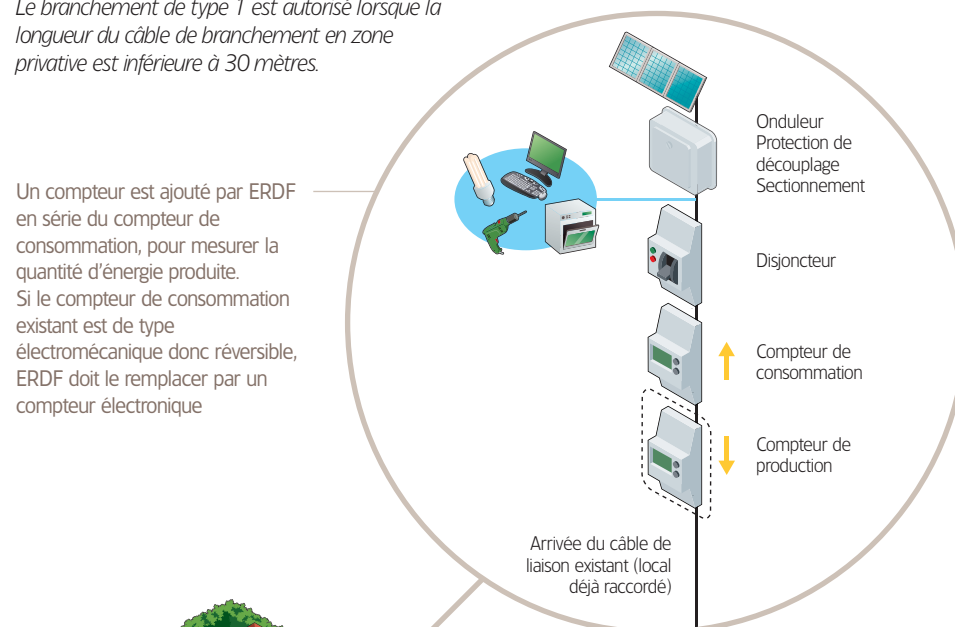 Le branchement de type 1 est autorisé lorsque la
longueur du câble de branchement en zone
privative est inférieure à 30 mètres.
Onduleur
Protection de
découplage
Sectionnement
Un compteur est ajouté par ERDF
en série du compteur de
consommation, pour mesurer la
quantité d'énergie produite.
Si le compteur de consommation
existant est de type
électromécanique donc réversible,
ERDF doit le remplacer par un
compteur électronique
Disjoncteur
Compteur de
consommation
Compteur de
production
Arrivée du câble de
liaison existant (local
déjà raccordé)